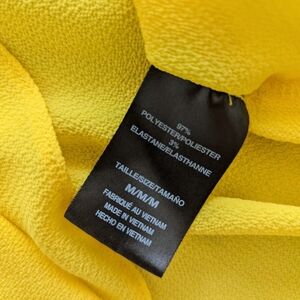 97%
POLYESTER/POLIESTER
3%
ELASTANE/ELASTHANNE
TAILLE/SIZE/TAMAÑO
M/M/M
FABRIQUÉ AU VIETNAM
MADE IN VIETNAM
HECHO EN VIETNAM